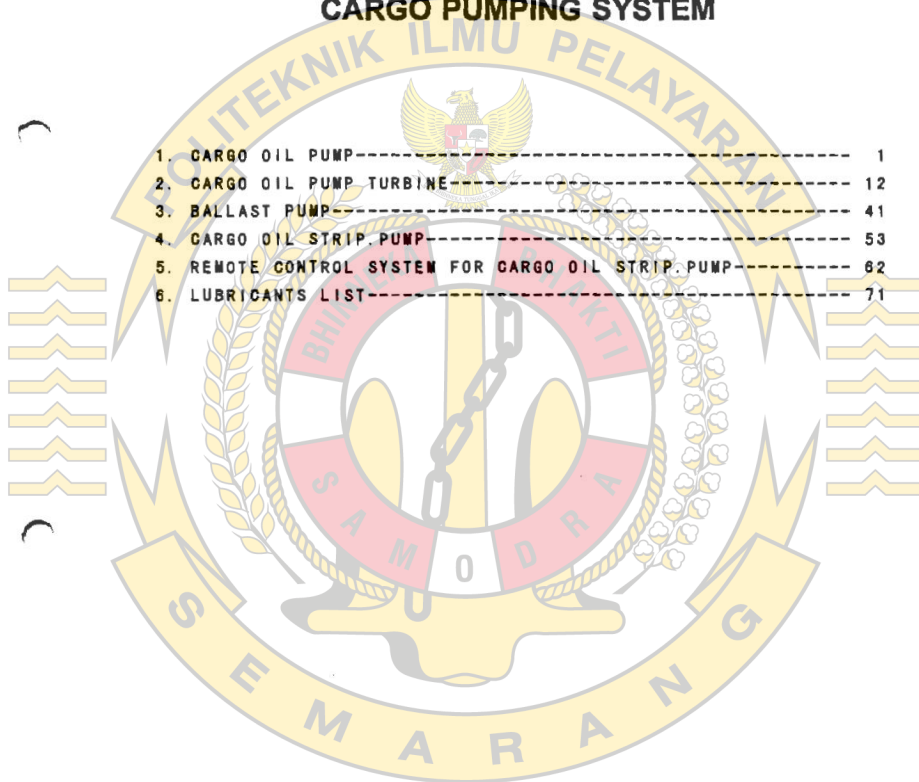 CARGO PUMPING SYSTEM
POLITEKNIK ILMU PELAYARAN
1. CARGO OIL PUMP----------------------------------------------- 1
2. CARGO OIL PUMP TURBINE-------------------------------------- 12
3. BALLAST PUMP------------------------------------------------ 41
4. CARGO OIL STRIP.PUMP---------------------------------------- 53
5. REMOTE CONTROL SYSTEM FOR CARGO OIL STRIP.PUMP---------- 62
6. LUBRICANTS LIST--------------------------------------------- 71
BHINNEKA BHAKTI
SAMODRA
SEMARANG